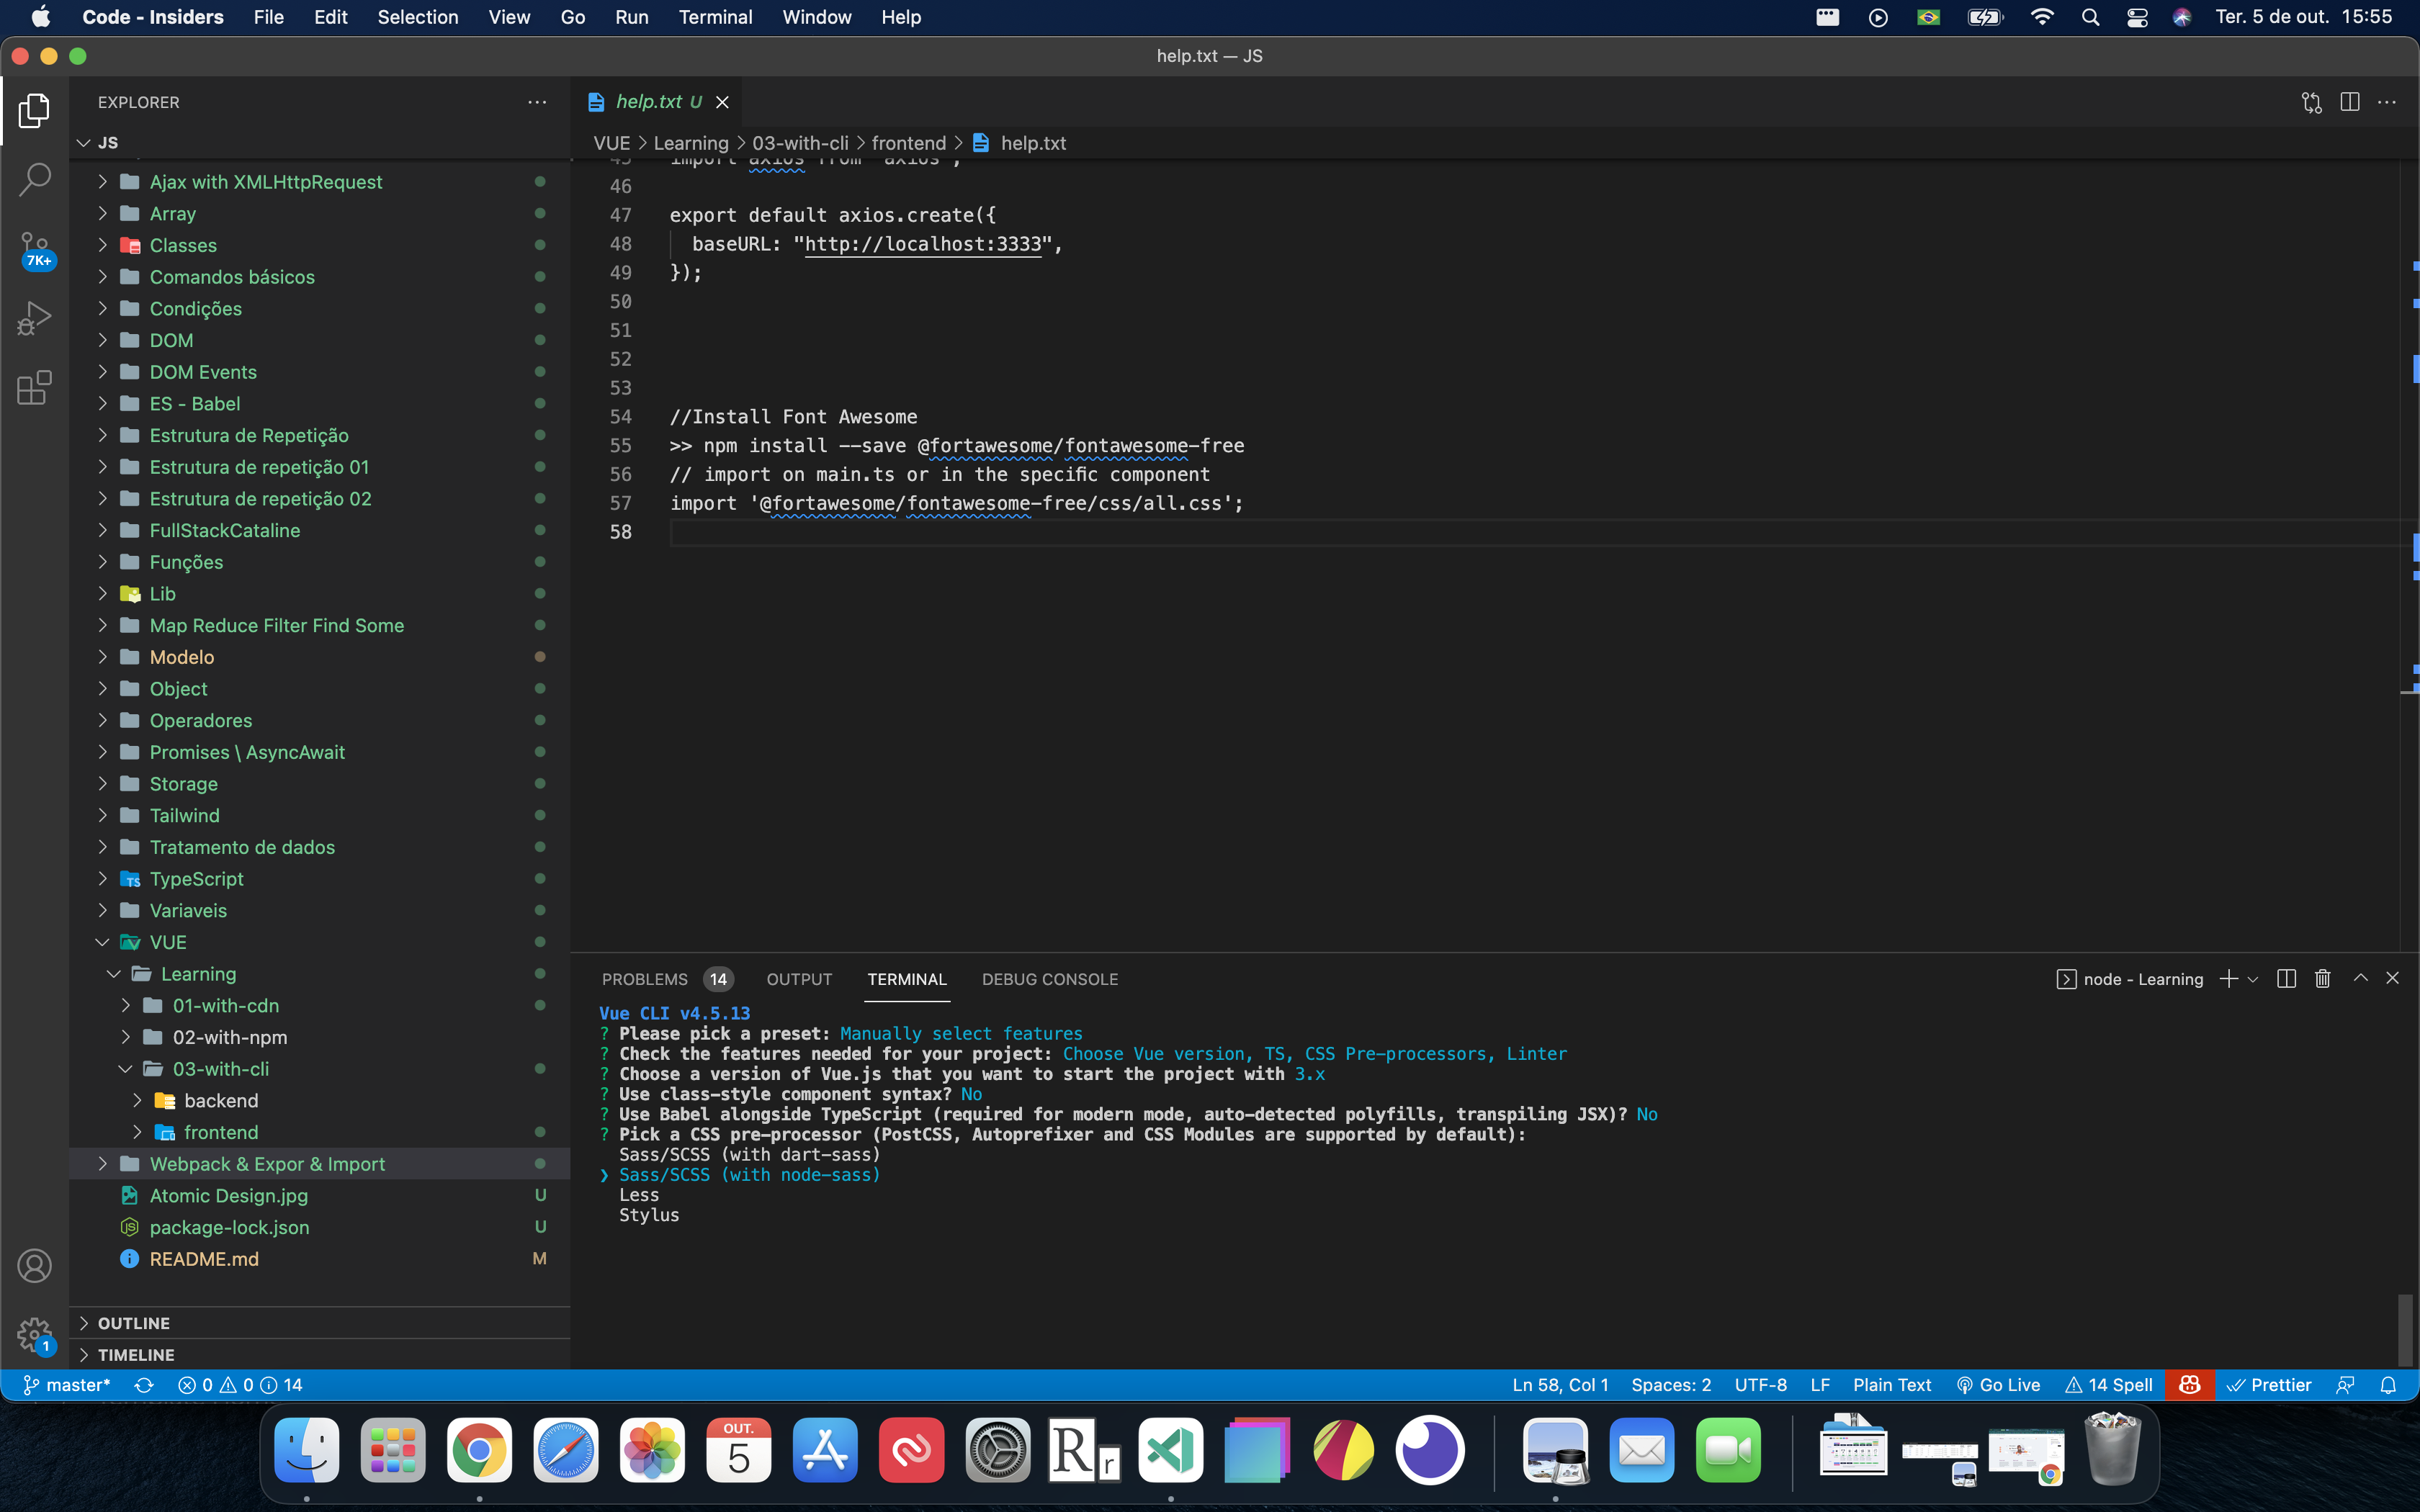 Code - Insiders File Edit Selection View Go Run Terminal Window Help Ter. 5 de out. 15:55
help.txt — JS
EXPLORER
JS
Ajax with XMLHttpRequest
Array
Classes
Comandos básicos
Condições
DOM
DOM Events
ES - Babel
Estrutura de Repetição
Estrutura de repetição 01
Estrutura de repetição 02
FullStackCataline
Funções
Lib
Map Reduce Filter Find Some
Modelo
Object
Operadores
Promises \ AsyncAwait
Storage
Tailwind
Tratamento de dados
TS TypeScript
Variaveis
VUE
Learning
01-with-cdn
02-with-npm
03-with-cli
backend
frontend
Webpack & Expor & Import
Atomic Design.jpg U
package-lock.json U
README.md M
OUTLINE
TIMELINE
7K+
1
help.txt U
VUE > Learning > 03-with-cli > frontend > help.txt
45 import axios from "axios";
46
47 export default axios.create({
48 baseURL: "http://localhost:3333",
49 });
50
51
52
53
54 //Install Font Awesome
55 >> npm install --save @fortawesome/fontawesome-free
56 // import on main.ts or in the specific component
57 import '@fortawesome/fontawesome-free/css/all.css';
58
PROBLEMS 14 OUTPUT TERMINAL DEBUG CONSOLE node - Learning
Vue CLI v4.5.13
? Please pick a preset: Manually select features
? Check the features needed for your project: Choose Vue version, TS, CSS Pre-processors, Linter
? Choose a version of Vue.js that you want to start the project with 3.x
? Use class-style component syntax? No
? Use Babel alongside TypeScript (required for modern mode, auto-detected polyfills, transpiling JSX)? No
? Pick a CSS pre-processor (PostCSS, Autoprefixer and CSS Modules are supported by default):
Sass/SCSS (with dart-sass)
❯ Sass/SCSS (with node-sass)
Less
Stylus
master* 0 0 14 Ln 58, Col 1 Spaces: 2 UTF-8 LF Plain Text Go Live 14 Spell Prettier
OUT.
5
R r